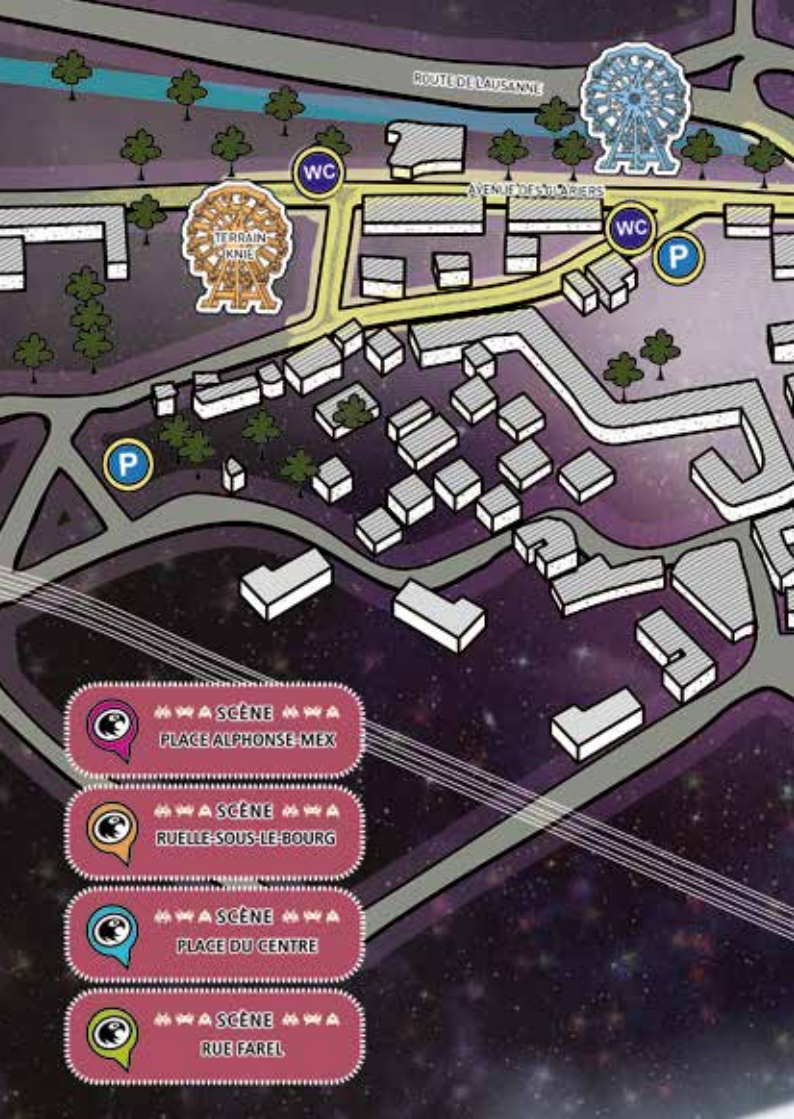 ROUTE DE LAUSANNE
WC
AVENUE DES GLARIERS
WC
TERRAIN
KNIE
P
P
SCÈNE
PLACE ALPHONSE-MEX
SCÈNE
RUELLE-SOUS-LE-BOURG
SCÈNE
PLACE DU CENTRE
SCÈNE
RUE FAREL